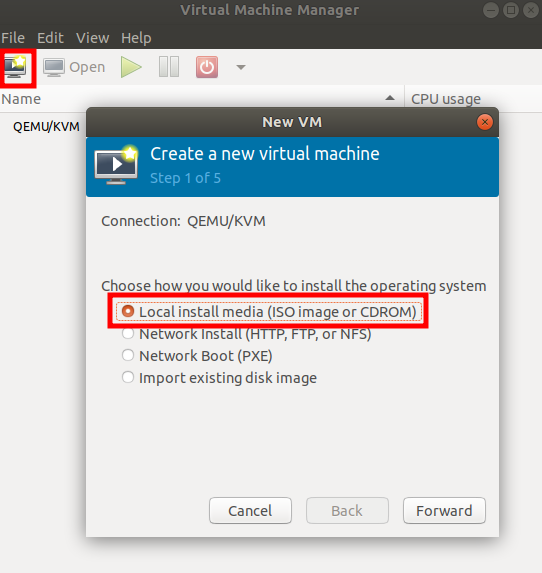 Virtual Machine Manager
File Edit View Help
Open
Name CPU usage
QEMU/KVM
New VM
Create a new virtual machine
Step 1 of 5
Connection: QEMU/KVM
Choose how you would like to install the operating system
Local install media (ISO image or CDROM)
Network Install (HTTP, FTP, or NFS)
Network Boot (PXE)
Import existing disk image
Cancel Back Forward